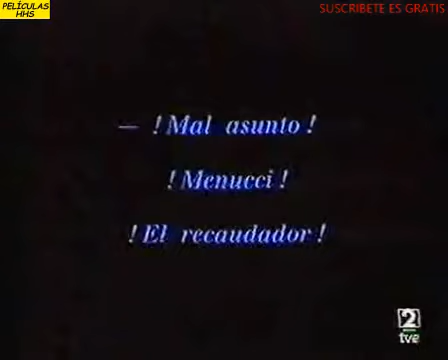 PELÍCULAS
HHS
SUSCRIBETE ES GRATIS
— !Mal asunto!
!Menucci!
!El recaudador!
2
tve